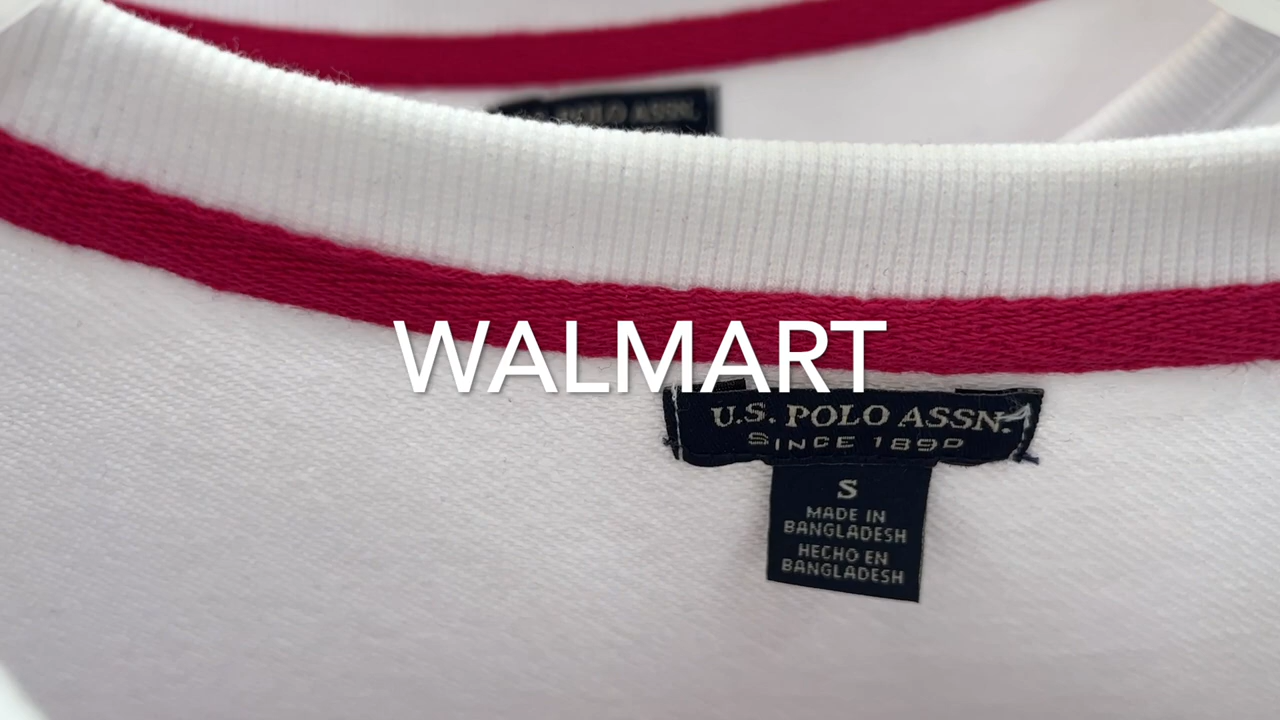 POLO ASSN.
WALMART
U.S. POLO ASSN.
SINCE 1890
S
MADE IN
BANGLADESH
HECHO EN
BANGLADESH